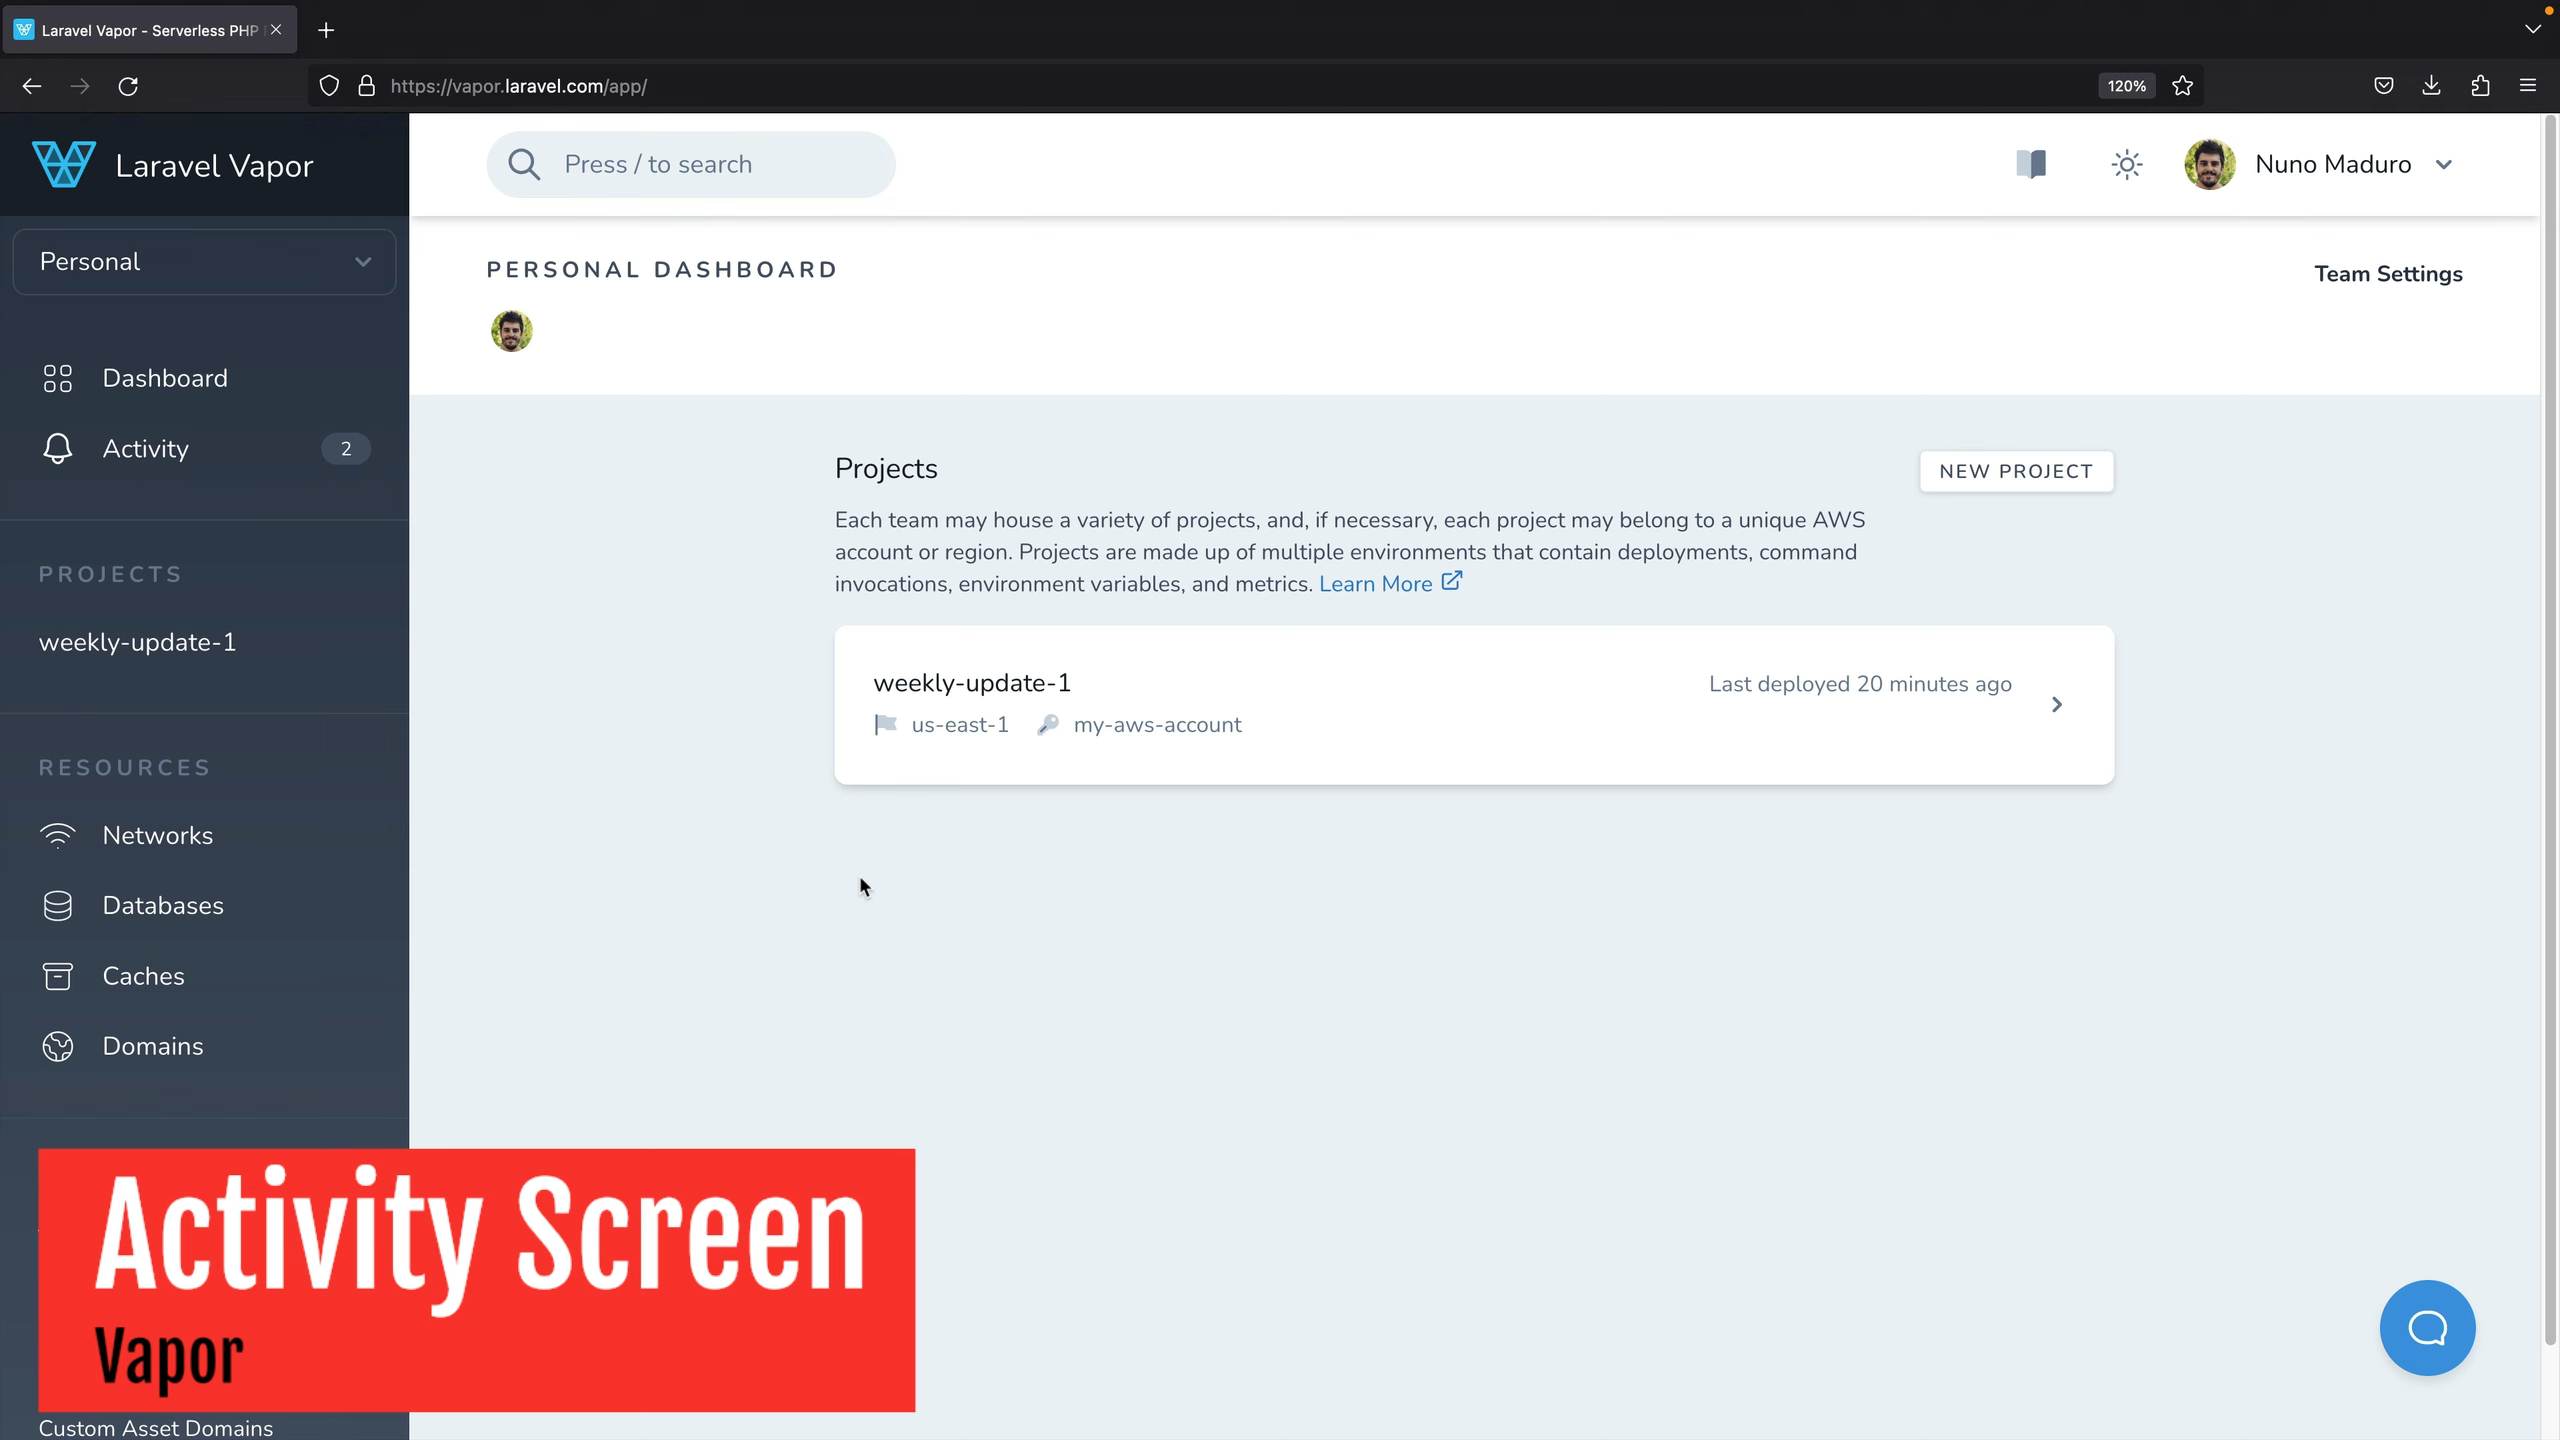 Laravel Vapor - Serverless PHP
https://vapor.laravel.com/app/
120%
Laravel Vapor
Press / to search
Nuno Maduro
Personal
PERSONAL DASHBOARD
Team Settings
Dashboard
Activity
2
PROJECTS
weekly-update-1
RESOURCES
Networks
Databases
Caches
Domains
Custom Asset Domains
Projects
NEW PROJECT
Each team may house a variety of projects, and, if necessary, each project may belong to a unique AWS
account or region. Projects are made up of multiple environments that contain deployments, command
invocations, environment variables, and metrics. Learn More
weekly-update-1
Last deployed 20 minutes ago
us-east-1
my-aws-account
Activity Screen
Vapor